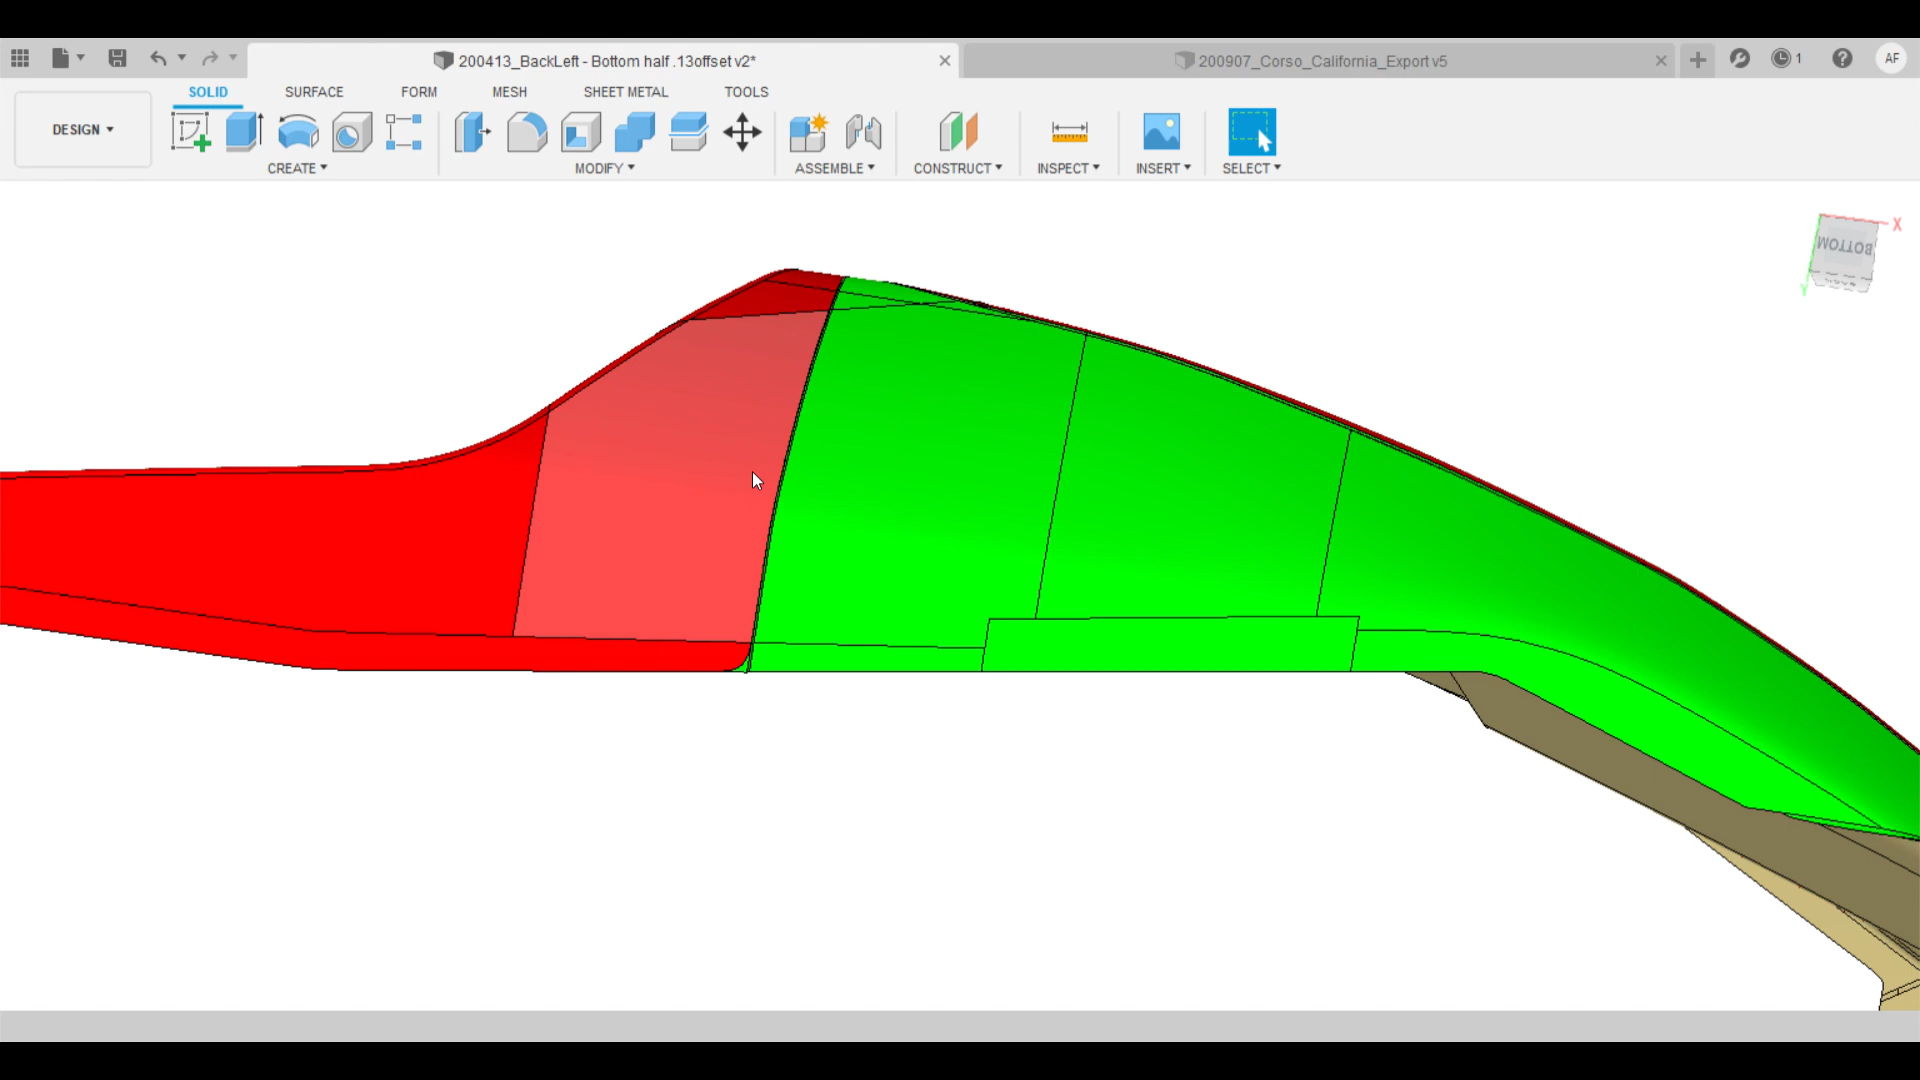 200413_BackLeft - Bottom half .13offset v2*
200907_Corso_California_Export v5
1
AF
DESIGN
SOLID
SURFACE
FORM
MESH
SHEET METAL
TOOLS
CREATE
MODIFY
ASSEMBLE
CONSTRUCT
INSPECT
INSERT
SELECT
X
BOTTOM
Y